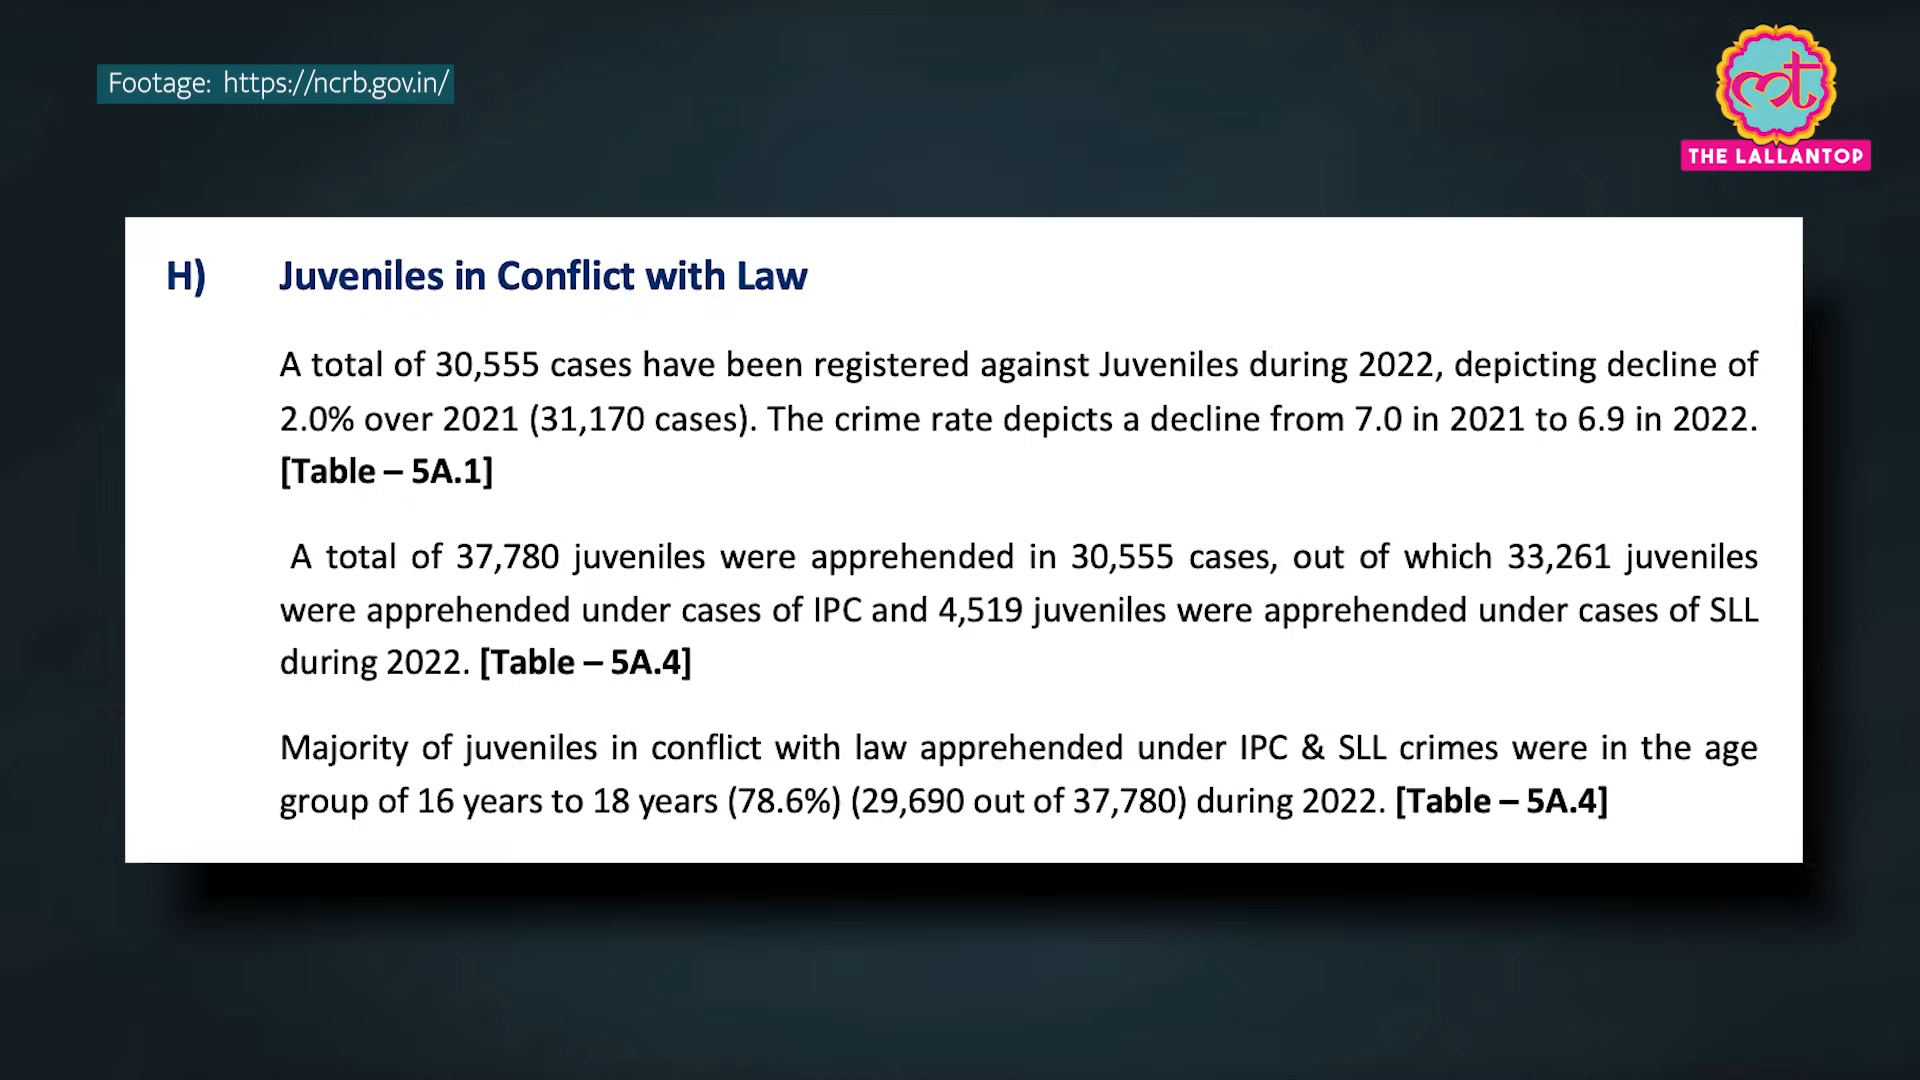 Footage: https://ncrb.gov.in/
THE LALLANTOP
H) Juveniles in Conflict with Law
A total of 30,555 cases have been registered against Juveniles during 2022, depicting decline of
2.0% over 2021 (31,170 cases). The crime rate depicts a decline from 7.0 in 2021 to 6.9 in 2022.
[Table – 5A.1]
A total of 37,780 juveniles were apprehended in 30,555 cases, out of which 33,261 juveniles
were apprehended under cases of IPC and 4,519 juveniles were apprehended under cases of SLL
during 2022. [Table – 5A.4]
Majority of juveniles in conflict with law apprehended under IPC & SLL crimes were in the age
group of 16 years to 18 years (78.6%) (29,690 out of 37,780) during 2022. [Table – 5A.4]